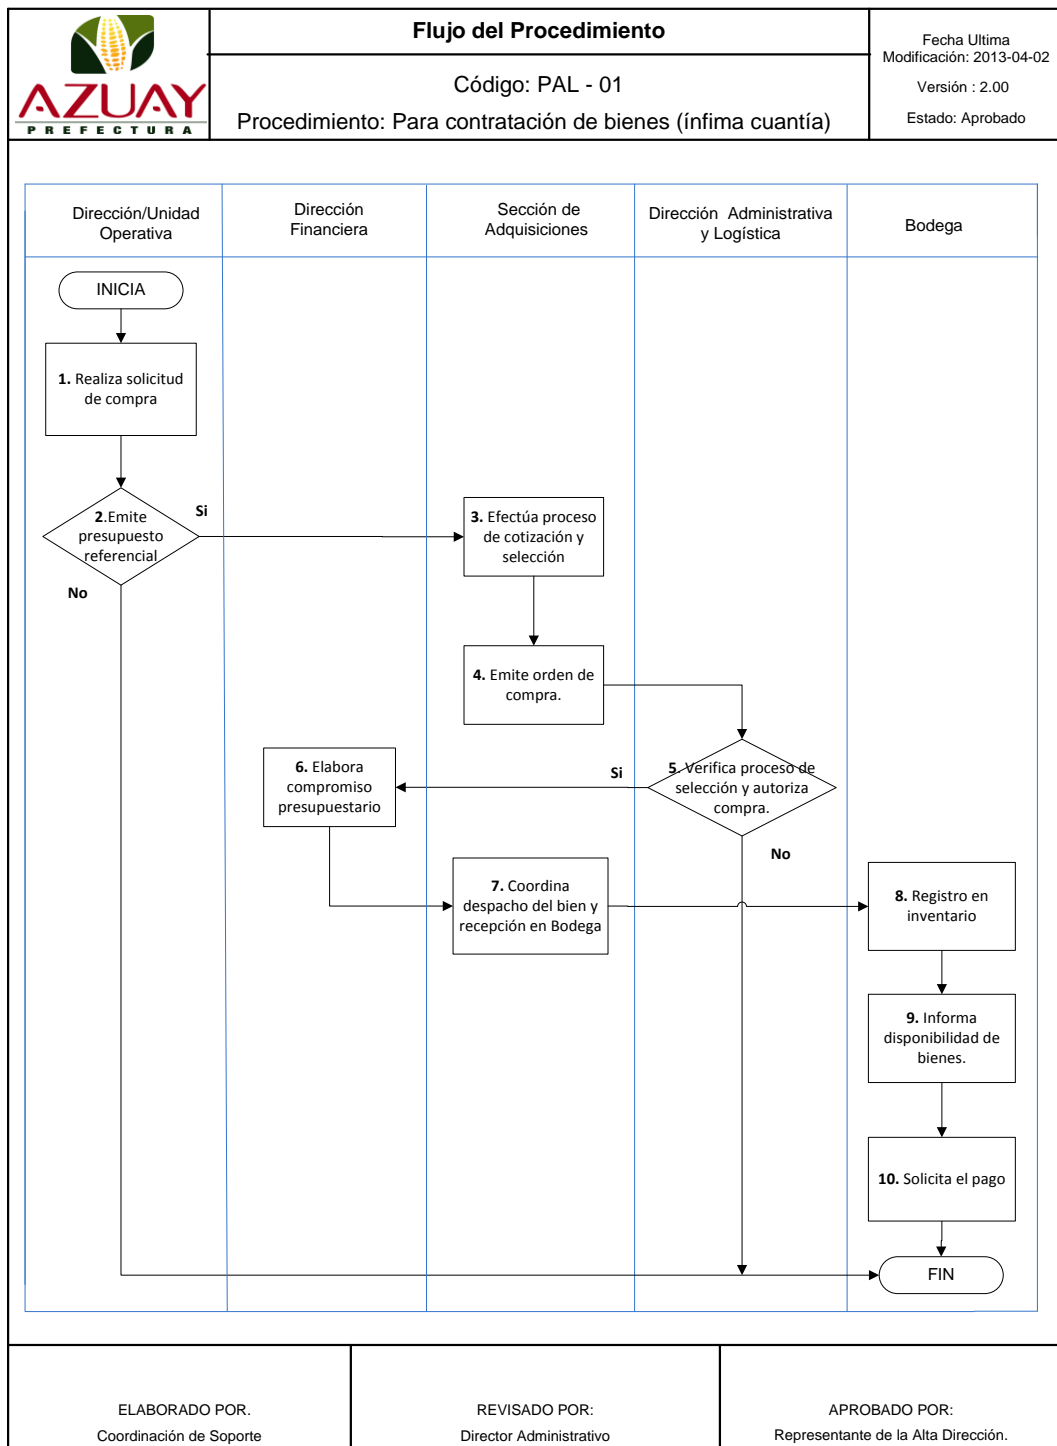 AZUAY
PREFECTURA
Flujo del Procedimiento
Código: PAL - 01
Procedimiento: Para contratación de bienes (ínfima cuantía)
Fecha Ultima
Modificación: 2013-04-02
Versión : 2.00
Estado: Aprobado
Dirección/Unidad
Operativa
Dirección
Financiera
Sección de
Adquisiciones
Dirección Administrativa
y Logística
Bodega
INICIA
1. Realiza solicitud
de compra
2.Emite
presupuesto
referencial
Si
No
3. Efectúa proceso
de cotización y
selección
4. Emite orden de
compra.
5. Verifica proceso de
selección y autoriza
compra.
Si
No
6. Elabora
compromiso
presupuestario
7. Coordina
despacho del bien y
recepción en Bodega
8. Registro en
inventario
9. Informa
disponibilidad de
bienes.
10. Solicita el pago
FIN
ELABORADO POR.
Coordinación de Soporte
REVISADO POR:
Director Administrativo
APROBADO POR:
Representante de la Alta Dirección.